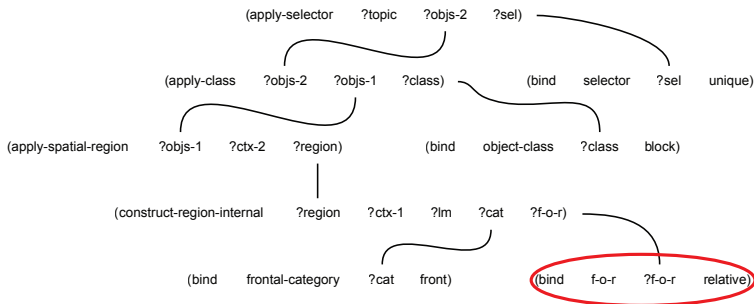 (apply-selector ?topic ?objs-2 ?sel)
(apply-class ?objs-2 ?objs-1 ?class) (bind selector ?sel unique)
(apply-spatial-region ?objs-1 ?ctx-2 ?region) (bind object-class ?class block)
(construct-region-internal ?region ?ctx-1 ?lm ?cat ?f-o-r)
(bind frontal-category ?cat front) (bind f-o-r ?f-o-r relative)